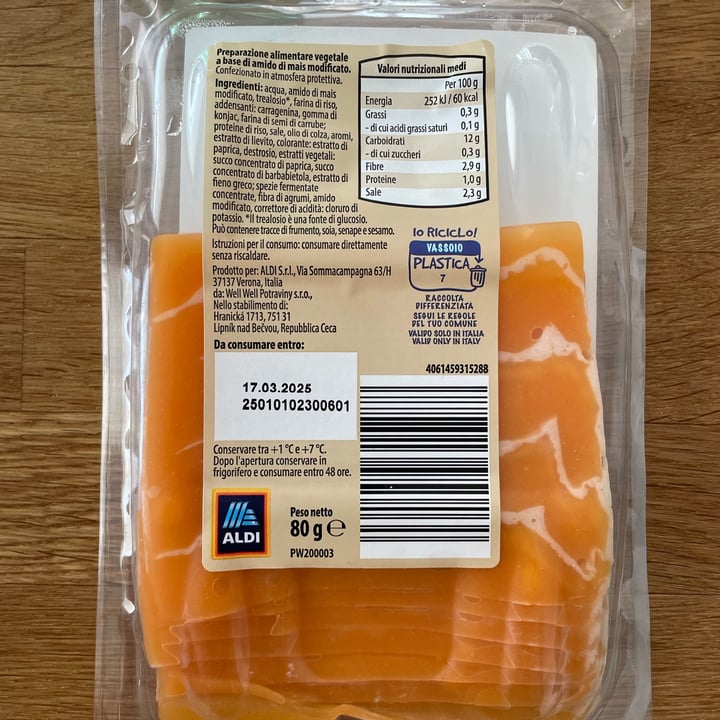 Preparazione alimentare vegetale
a base di amido di mais modificato.
Confezionato in atmosfera protettiva.
Ingredienti: acqua, amido di mais
modificato, trealosio*, farina di riso,
addensanti: carragenina, gomma di
konjac, farina di semi di carrube;
proteine di riso, sale, olio di colza, aromi,
estratto di lievito, colorante: estratto di
paprica, destrosio, estratti vegetali:
succo concentrato di paprica, succo
concentrato di barbabietola, estratto di
fieno greco; spezie fermentate
concentrate, fibra di agrumi, amido
modificato, correttore di acidità: cloruro di
potassio. *Il trealosio è una fonte di glucosio.
Può contenere tracce di frumento, soia, senape e sesamo.
Istruzioni per il consumo: consumare direttamente
senza riscaldare.
Prodotto per: ALDI S.r.l., Via Sommacampagna 63/H
37137 Verona, Italia
da: Well Well Potraviny s.r.o.,
Nello stabilimento di:
Hranická 1713, 751 31
Lipník nad Bečvou, Repubblica Ceca
Da consumare entro:
17.03.2025
25010102300601
Conservare tra +1 °C e +7 °C.
Dopo l'apertura conservare in
frigorifero e consumare entro 48 ore.
ALDI
Peso netto
80 g e
PW200003
Valori nutrizionali medi
Per 100 g
Energia 252 kJ / 60 kcal
Grassi 0,3 g
- di cui acidi grassi saturi 0,1 g
Carboidrati 12 g
- di cui zuccheri 0,3 g
Fibre 2,9 g
Proteine 1,0 g
Sale 2,3 g
IO RICICLO!
VASSOIO
PLASTICA
7
RACCOLTA
DIFFERENZIATA
SEGUI LE REGOLE
DEL TUO COMUNE
VALIDO SOLO IN ITALIA
VALID ONLY IN ITALY
4061459315288